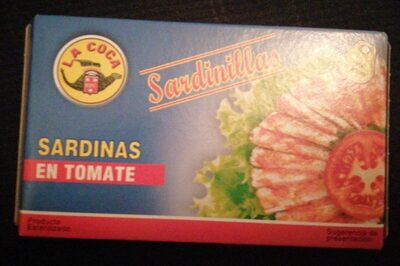 LA COCA
Sardinillas
SARDINAS
EN TOMATE
Producto
Esterilizado
Sugerencia de
presentación